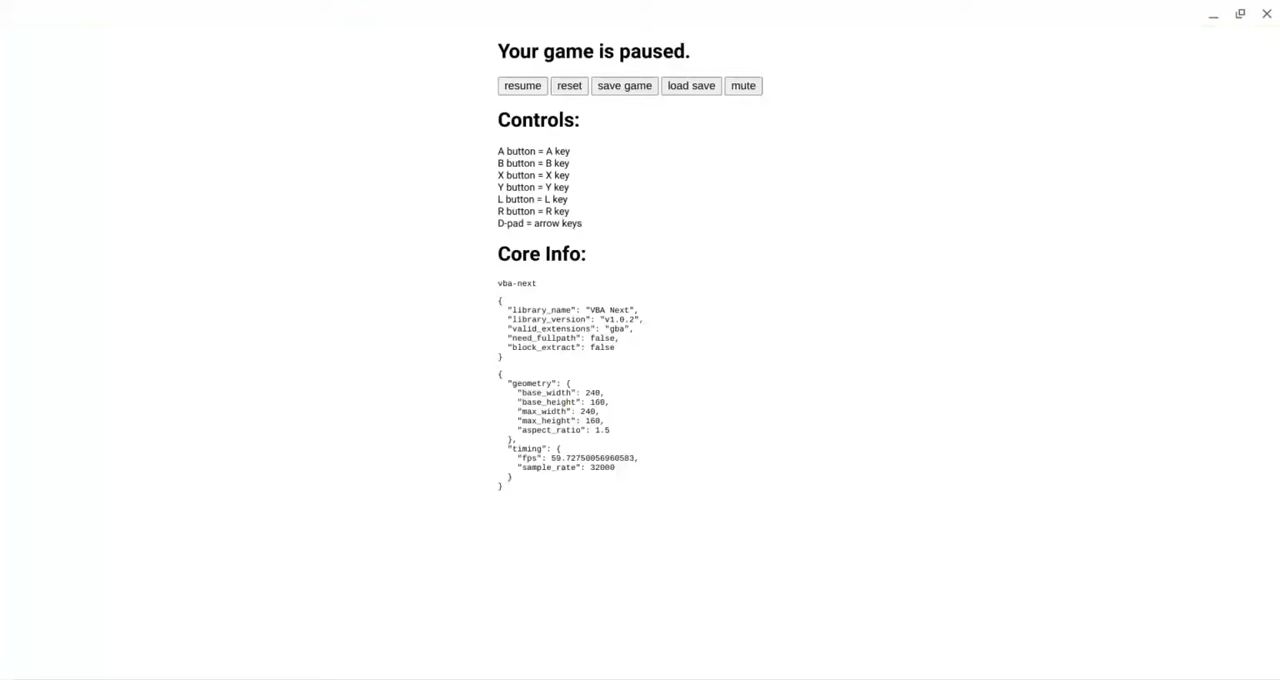 Your game is paused.
resume reset save game load save mute
Controls:
A button = A key
B button = B key
X button = X key
Y button = Y key
L button = L key
R button = R key
D-pad = arrow keys
Core Info:
vba-next
{
  "library_name": "VBA Next",
  "library_version": "v1.0.2",
  "valid_extensions": "gba",
  "need_fullpath": false,
  "block_extract": false
}
{
  "geometry": {
    "base_width": 240,
    "base_height": 160,
    "max_width": 240,
    "max_height": 160,
    "aspect_ratio": 1.5
  },
  "timing": {
    "fps": 59.72750056960583,
    "sample_rate": 32000
  }
}